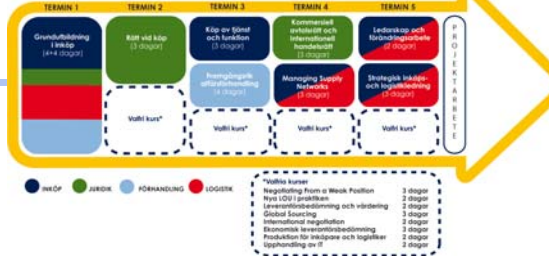 TERMIN 1
TERMIN 2
TERMIN 3
TERMIN 4
TERMIN 5
Grundutbildning
i inköp
(4+4 dagar)
Rätt vid köp
(3 dagar)
Valfri kurs*
Köp av tjänst
och funktion
(3 dagar)
Framgångsrik
affärsförhandling
(4 dagar)
Valfri kurs*
Kommersiell
avtalsrätt och
internationell
handelsrätt
(3 dagar)
Managing Supply
Networks
(3 dagar)
Valfri kurs*
Ledarskap och
förändringsarbete
(2 dagar)
Strategisk inköps-
och logistikledning
(3 dagar)
Valfri kurs*
PROJEKTARBETE
INKÖP
JURIDIK
FÖRHANDLING
LOGISTIK
*Valfria kurser
Negotiating From a Weak Position 3 dagar
Nya LOU i praktiken 2 dagar
Leverantörsbedömning och värdering 2 dagar
Global Sourcing 3 dagar
International negotiation 2 dagar
Ekonomisk leverantörsbedömning 3 dagar
Produktion för inköpare och logistiker 2 dagar
Upphandling av IT 2 dagar